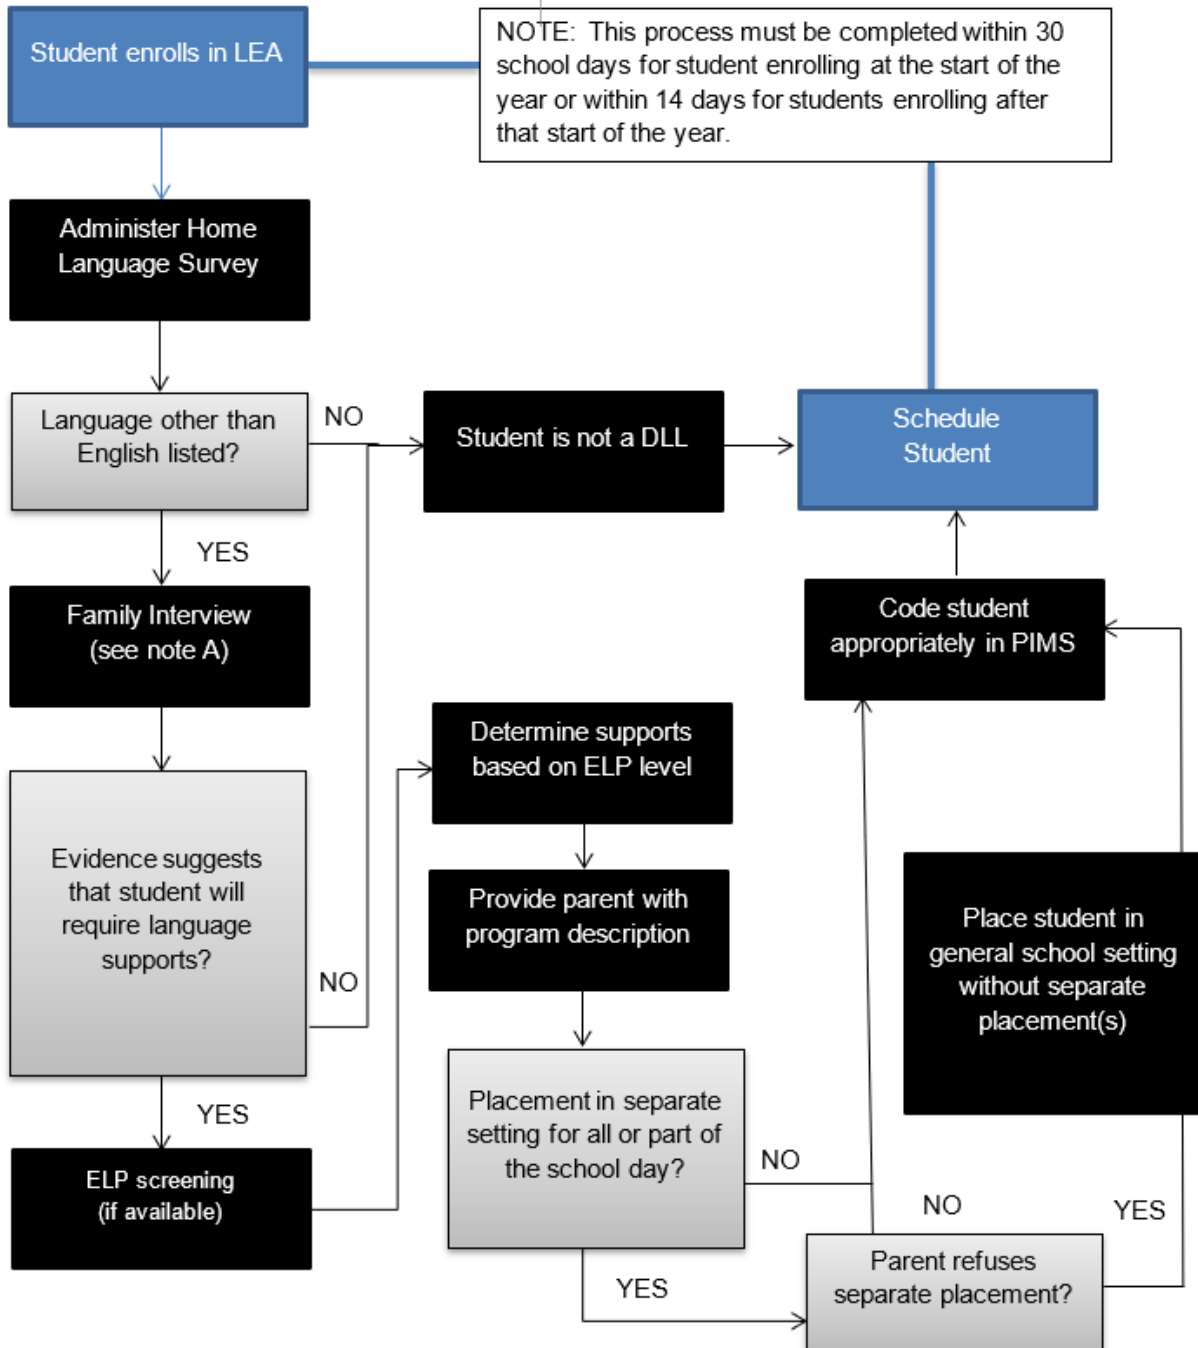 Student enrolls in LEA
NOTE: This process must be completed within 30
school days for student enrolling at the start of the
year or within 14 days for students enrolling after
that start of the year.
Administer Home
Language Survey
Language other than
English listed?
NO
Student is not a DLL
Schedule
Student
YES
Family Interview
(see note A)
Code student
appropriately in PIMS
Determine supports
based on ELP level
Evidence suggests
that student will
require language
supports?
NO
Provide parent with
program description
Place student in
general school setting
without separate
placement(s)
YES
Placement in separate
setting for all or part of
the school day?
NO
ELP screening
(if available)
NO
YES
YES
Parent refuses
separate placement?